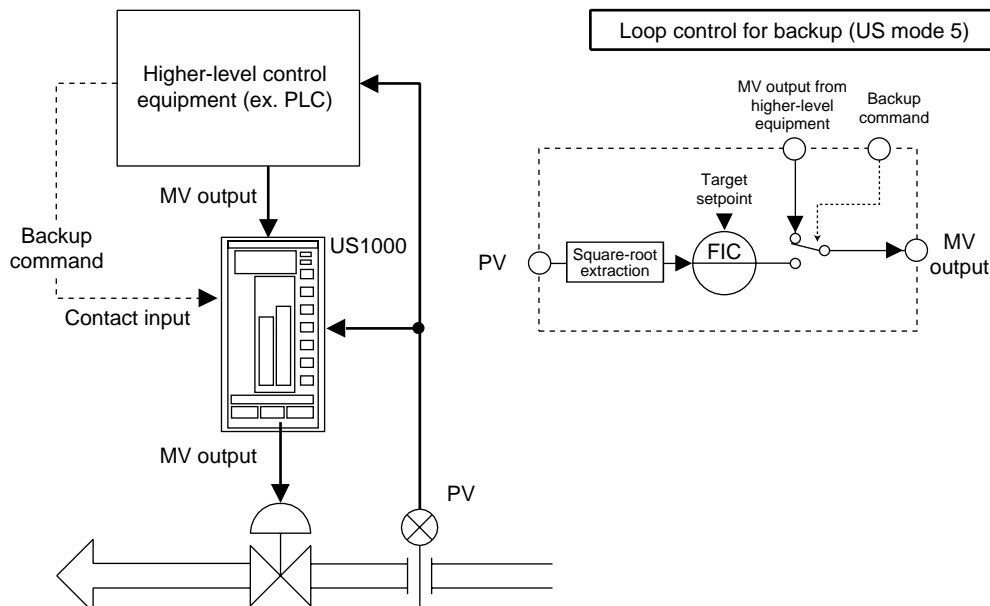 Loop control for backup (US mode 5)
Higher-level control
equipment (ex. PLC)
MV output
US1000
Backup
command
Contact input
MV output
PV
MV output from
higher-level
equipment
Backup
command
Target
setpoint
PV
Square-root
extraction
FIC
MV
output